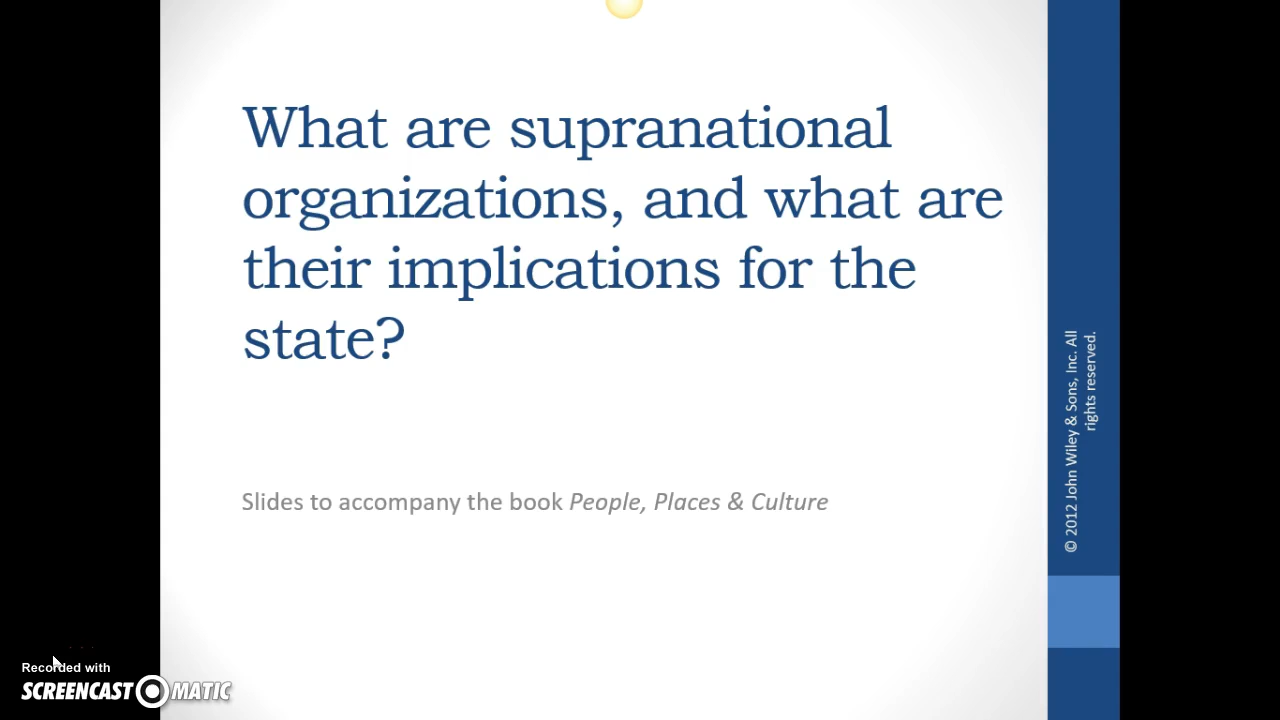 What are supranational
organizations, and what are
their implications for the
state?
Slides to accompany the book People, Places & Culture
© 2012 John Wiley & Sons, Inc. All
rights reserved.
Recorded with
SCREENCAST MATIC